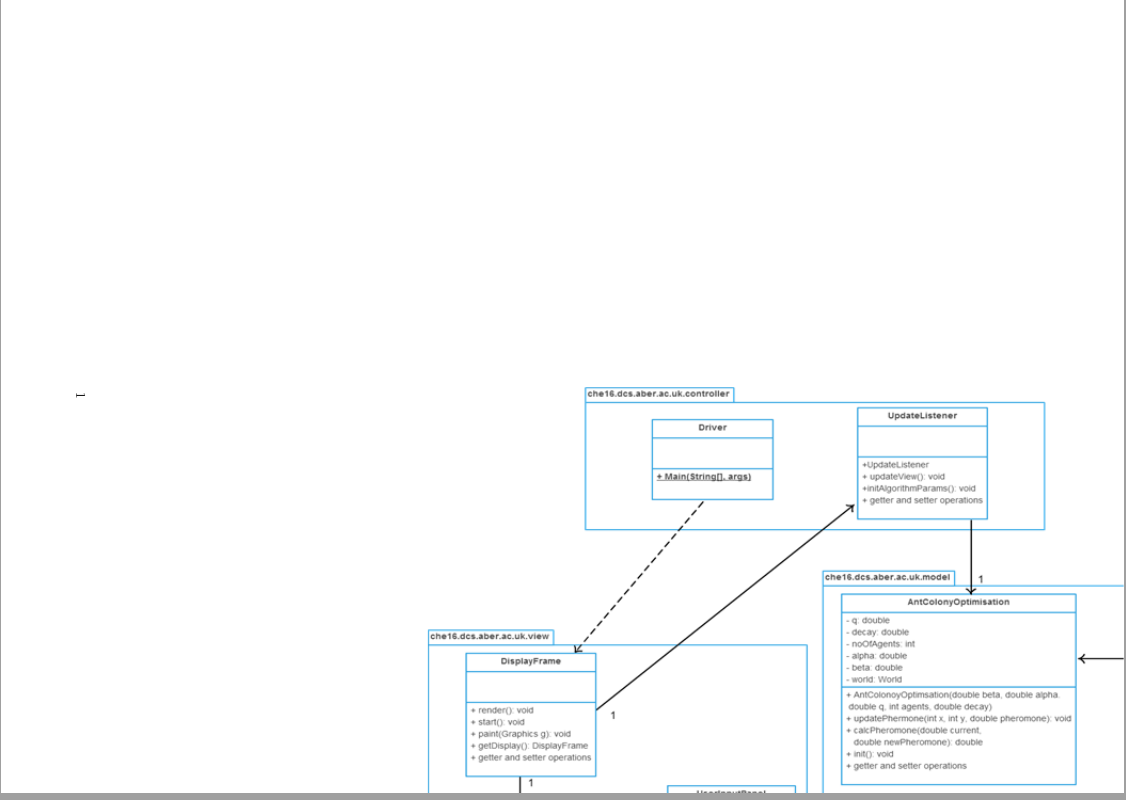 1
che16.dcs.aber.ac.uk.controller
Driver
+ Main(String[], args)
UpdateListener
+UpdateListener
+ updateView(): void
+initAlgorithmParams(): void
+ getter and setter operations
1
che16.dcs.aber.ac.uk.model
AntColonyOptimisation
- q: double
- decay: double
- noOfAgents: int
- alpha: double
- beta: double
- world: World
+ AntColonoyOptimsation(double beta, double alpha.
double q, int agents, double decay)
+ updatePhermone(int x, int y, double pheromone): void
+ calcPheromone(double current,
double newPheromone): double
+ init(): void
+ getter and setter operations
che16.dcs.aber.ac.uk.view
DisplayFrame
+ render(): void
+ start(): void
+ paint(Graphics g): void
+ getDisplay(): DisplayFrame
+ getter and setter operations
1
1